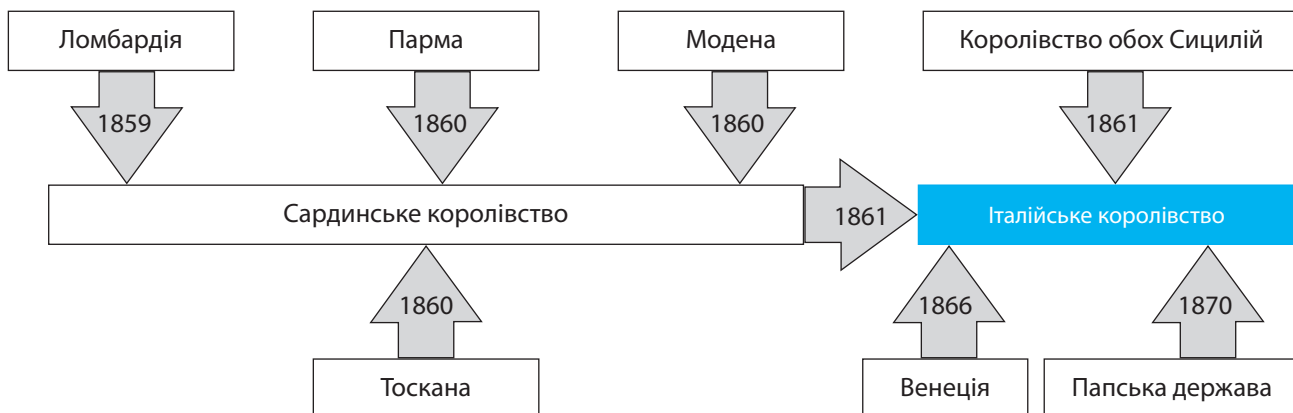 Ломбардія
Парма
Модена
Королівство обох Сицилій
1859
1860
1860
1861
Сардинське королівство
1861
Італійське королівство
1860
1866
1870
Тоскана
Венеція
Папська держава